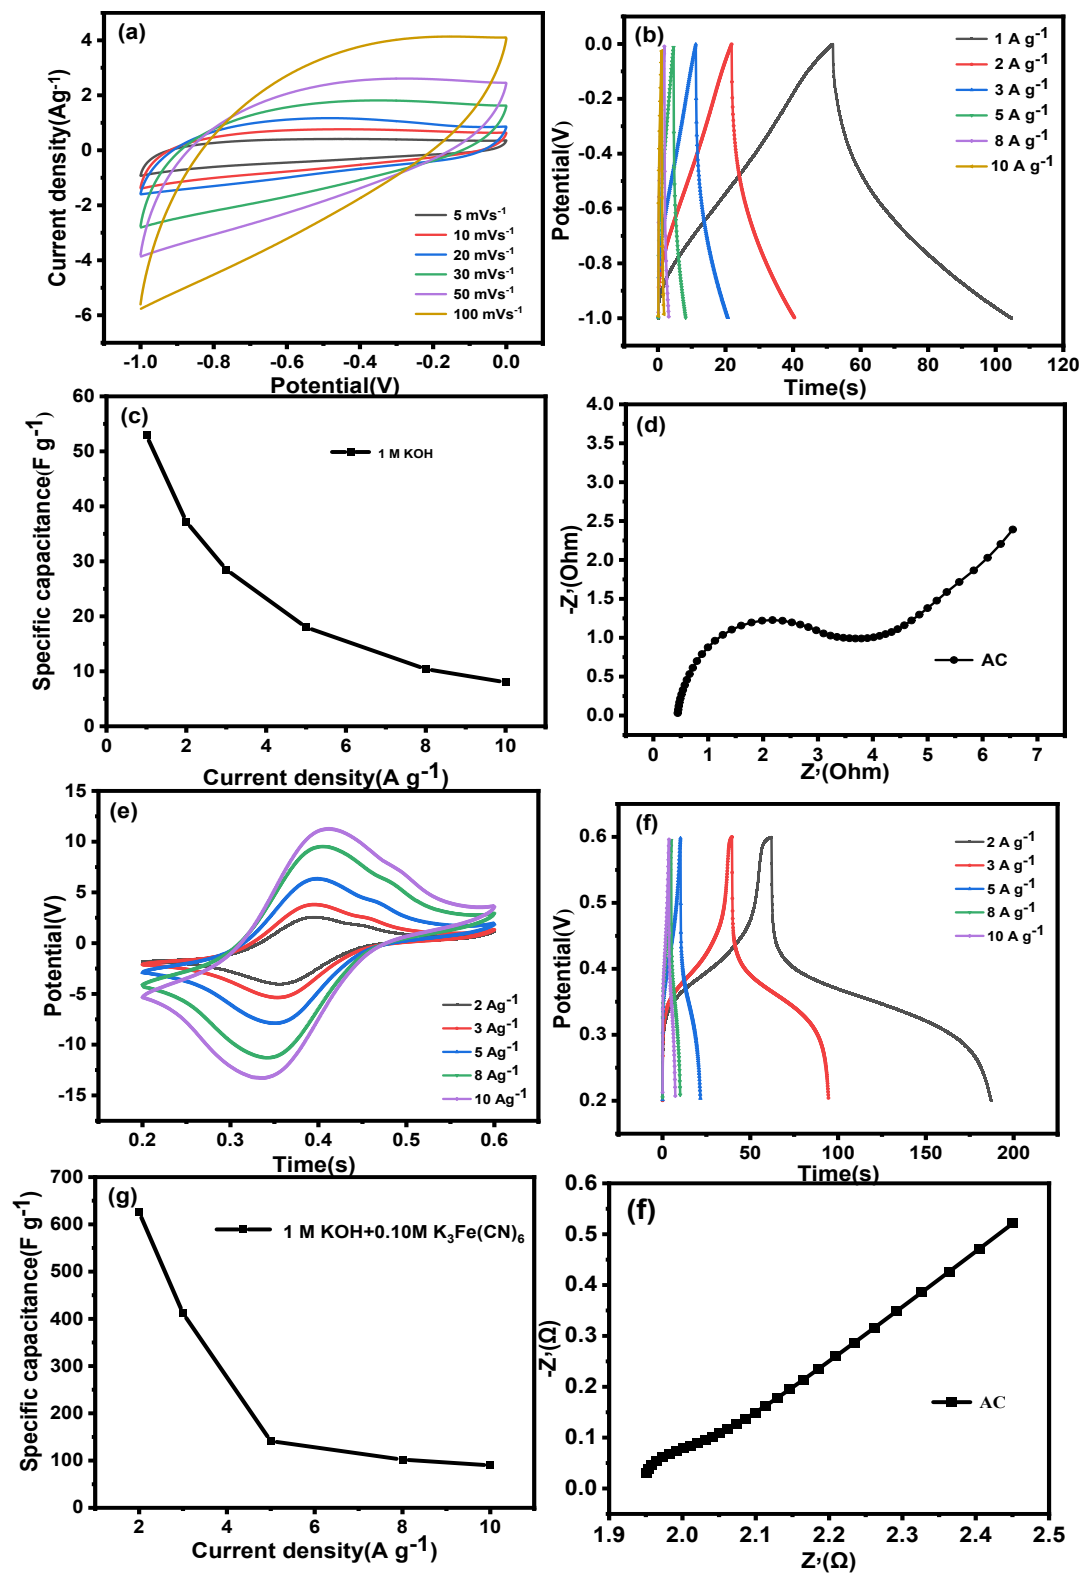 (a)
Current density(Ag-1)
4
2
0
-2
-4
-6
5 mVs-1
10 mVs-1
20 mVs-1
30 mVs-1
50 mVs-1
100 mVs-1
-1.0 -0.8 -0.6 -0.4 -0.2 0.0
Potential(V)
(b)
Potential(V)
0.0
-0.2
-0.4
-0.6
-0.8
-1.0
1 A g-1
2 A g-1
3 A g-1
5 A g-1
8 A g-1
10 A g-1
0 20 40 60 80 100 120
Time(s)
(c)
Specific capacitance(F g-1)
60
50
40
30
20
10
0
1 M KOH
0 2 4 6 8 10
Current density(A g-1)
(d)
-Z’(Ohm)
4.0
3.5
3.0
2.5
2.0
1.5
1.0
0.5
0.0
AC
0 1 2 3 4 5 6 7
Z’(Ohm)
(e)
Potential(V)
15
10
5
0
-5
-10
-15
2 Ag-1
3 Ag-1
5 Ag-1
8 Ag-1
10 Ag-1
0.2 0.3 0.4 0.5 0.6
Time(s)
(f)
Potential(V)
0.6
0.5
0.4
0.3
0.2
2 A g-1
3 A g-1
5 A g-1
8 A g-1
10 A g-1
0 50 100 150 200
Time(s)
(g)
Specific capacitance(F g-1)
700
600
500
400
300
200
100
0
1 M KOH+0.10M K3Fe(CN)6
2 4 6 8 10
Current density(A g-1)
(f)
-Z’(Ω)
0.6
0.5
0.4
0.3
0.2
0.1
0.0
AC
1.9 2.0 2.1 2.2 2.3 2.4 2.5
Z’(Ω)